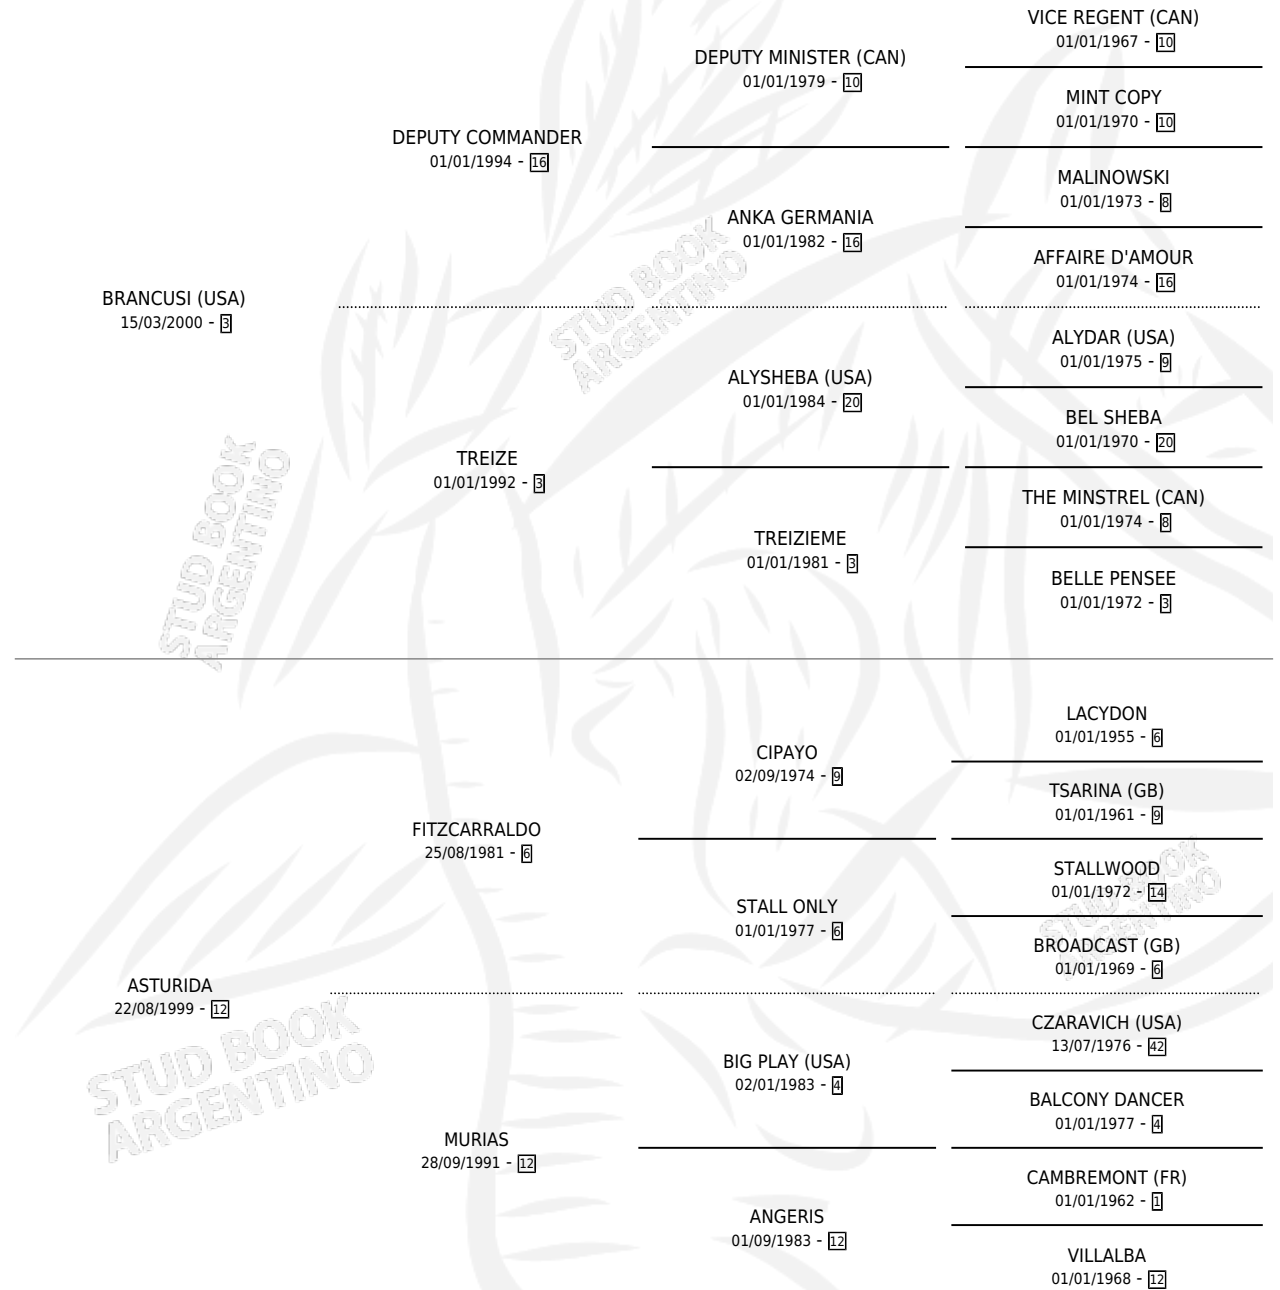 VICE REGENT (CAN)
01/01/1967 - 10
DEPUTY MINISTER (CAN)
01/01/1979 - 10
MINT COPY
01/01/1970 - 10
DEPUTY COMMANDER
01/01/1994 - 16
MALINOWSKI
01/01/1973 - 8
ANKA GERMANIA
01/01/1982 - 16
AFFAIRE D'AMOUR
01/01/1974 - 16
BRANCUSI (USA)
15/03/2000 - 3
ALYDAR (USA)
01/01/1975 - 9
ALYSHEBA (USA)
01/01/1984 - 20
BEL SHEBA
01/01/1970 - 20
TREIZE
01/01/1992 - 3
THE MINSTREL (CAN)
01/01/1974 - 8
TREIZIEME
01/01/1981 - 3
BELLE PENSEE
01/01/1972 - 3
LACYDON
01/01/1955 - 6
CIPAYO
02/09/1974 - 9
TSARINA (GB)
01/01/1961 - 9
FITZCARRALDO
25/08/1981 - 6
STALLWOOD
01/01/1972 - 14
STALL ONLY
01/01/1977 - 6
BROADCAST (GB)
01/01/1969 - 6
ASTURIDA
22/08/1999 - 12
CZARAVICH (USA)
13/07/1976 - 42
BIG PLAY (USA)
02/01/1983 - 4
BALCONY DANCER
01/01/1977 - 4
MURIAS
28/09/1991 - 12
CAMBREMONT (FR)
01/01/1962 - 1
ANGERIS
01/09/1983 - 12
VILLALBA
01/01/1968 - 12
STUD BOOK
ARGENTINO
STUD BOOK
ARGENTINO
STUD BOOK
ARGENTINO
STUD BOOK
ARGENTINO